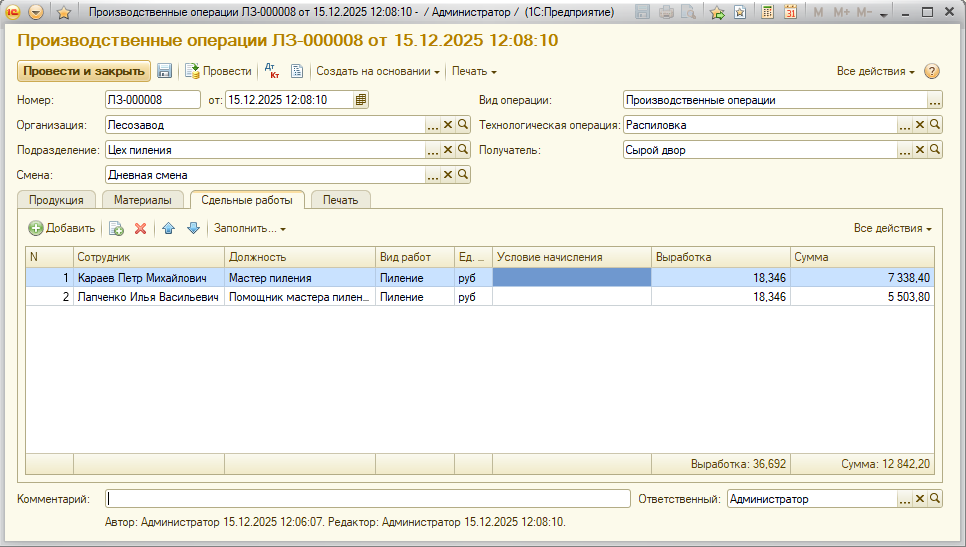 Производственные операции ЛЗ-000008 от 15.12.2025 12:08:10 - / Администратор / (1С:Предприятие)
M M+ M-
Производственные операции ЛЗ-000008 от 15.12.2025 12:08:10
Провести и закрыть Провести Дт Кт Создать на основании Печать Все действия ?
Номер: ЛЗ-000008 от: 15.12.2025 12:08:10 Вид операции: Производственные операции ...
Организация: Лесозавод ... Технологическая операция: Распиловка ...
Подразделение: Цех пиления ... Получатель: Сырой двор ...
Смена: Дневная смена ...
Продукция Материалы Сдельные работы Печать
Добавить Заполнить... Все действия
N Сотрудник Должность Вид работ Ед. ... Условие начисления Выработка Сумма
1 Караев Петр Михайлович Мастер пиления Пиление руб 18,346 7 338,40
2 Лапченко Илья Васильевич Помощник мастера пилен... Пиление руб 18,346 5 503,80
Выработка: 36,692 Сумма: 12 842,20
Комментарий: Ответственный: Администратор ...
Автор: Администратор 15.12.2025 12:06:07. Редактор: Администратор 15.12.2025 12:08:10.